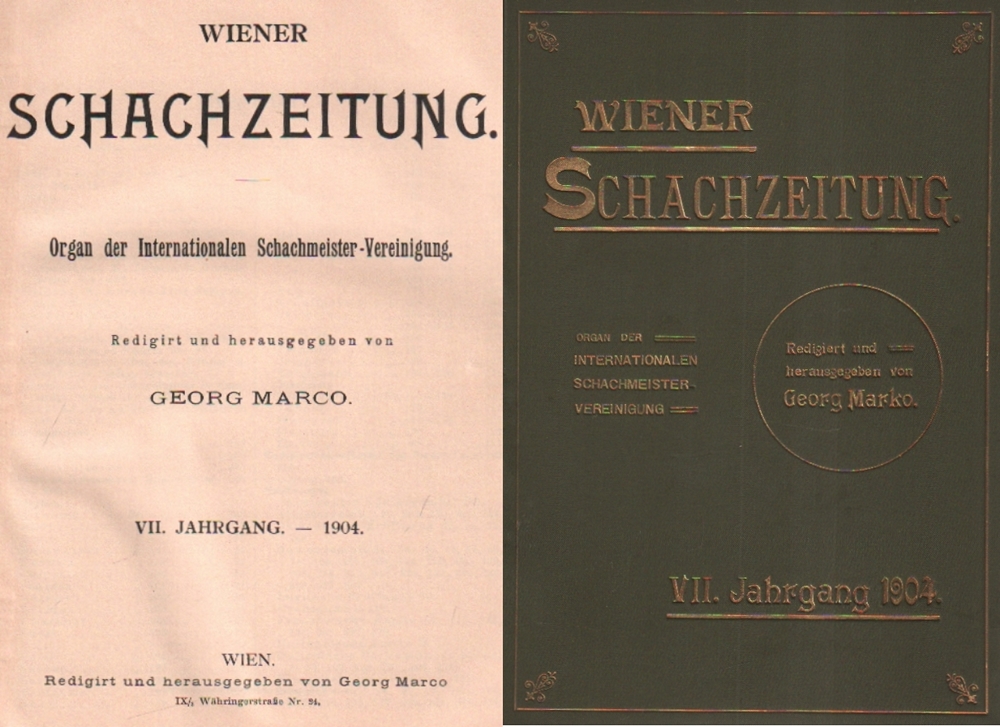 WIENER
SCHACHZEITUNG.
Organ der Internationalen Schachmeister-Vereinigung.
Redigirt und herausgegeben von
GEORG MARCO.
VII. JAHRGANG. — 1904.
WIEN.
Redigirt und herausgegeben von Georg Marco
IX/3 Währingerstraße Nr. 24.
WIENER
SCHACHZEITUNG.
ORGAN DER
INTERNATIONALEN
SCHACHMEISTER-
VEREINIGUNG
Redigiert und
herausgegeben von
Georg Marko.
VII. Jahrgang 1904.